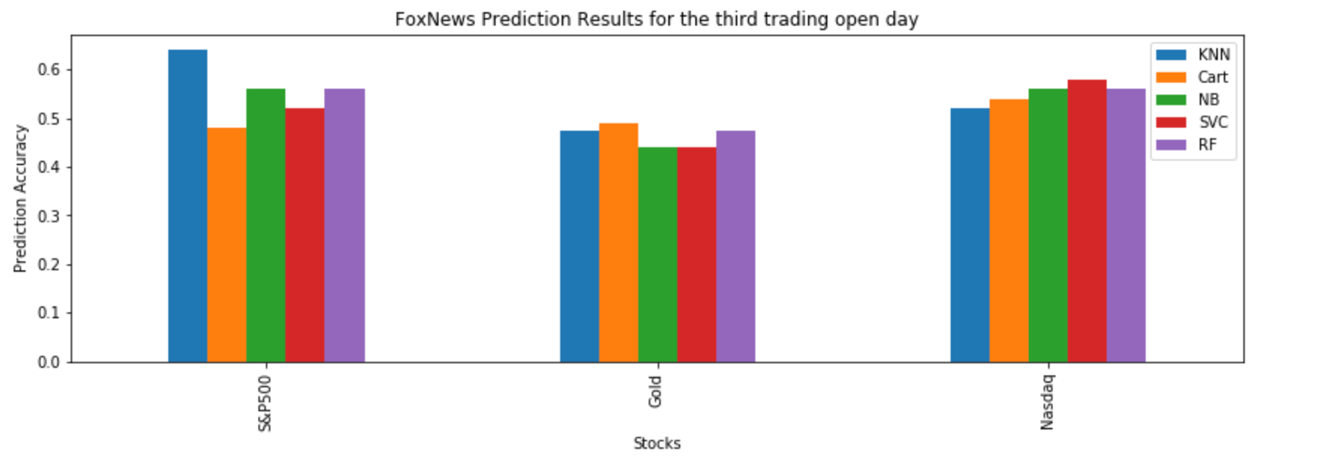 FoxNews Prediction Results for the third trading open day
KNN
Cart
NB
SVC
RF
Prediction Accuracy
0.6
0.5
0.4
0.3
0.2
0.1
0.0
S&P500
Gold
Nasdaq
Stocks